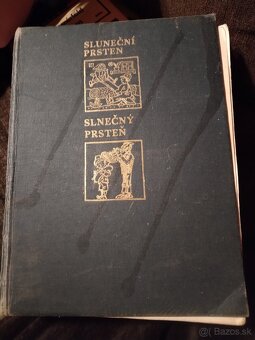 SLUNEČNÍ
PRSTEN
SLNEČNÝ
PRSTEŇ
Bazos.sk